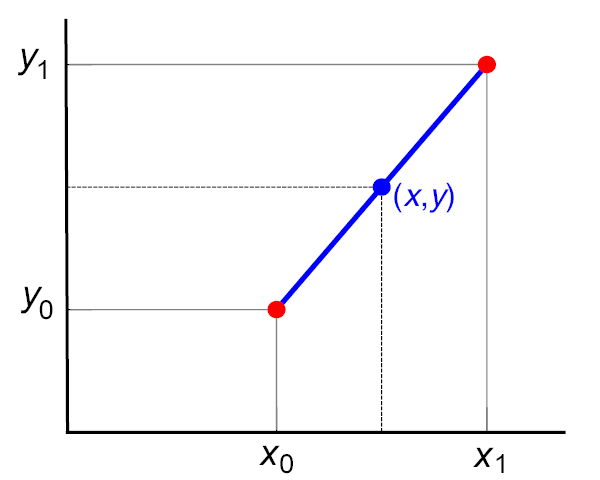 y₁
(x,y)
y₀
x₀
x₁